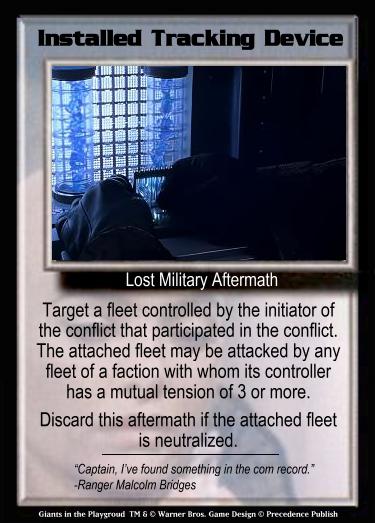 Installed Tracking Device
Lost Military Aftermath
Target a fleet controlled by the initiator of
the conflict that participated in the conflict.
The attached fleet may be attacked by any
fleet of a faction with whom its controller
has a mutual tension of 3 or more.
Discard this aftermath if the attached fleet
is neutralized.
“Captain, I’ve found something in the com record.”
-Ranger Malcolm Bridges
Giants in the Playgroud TM & © Warner Bros. Game Design © Precedence Publish